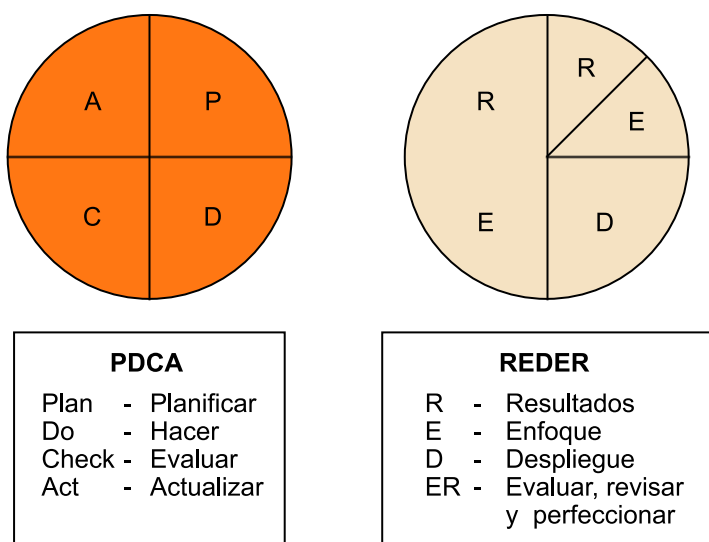 A
P
C
D
R
R
E
E
D
PDCA
Plan - Planificar
Do - Hacer
Check - Evaluar
Act - Actualizar
REDER
R - Resultados
E - Enfoque
D - Despliegue
ER - Evaluar, revisar
y perfeccionar